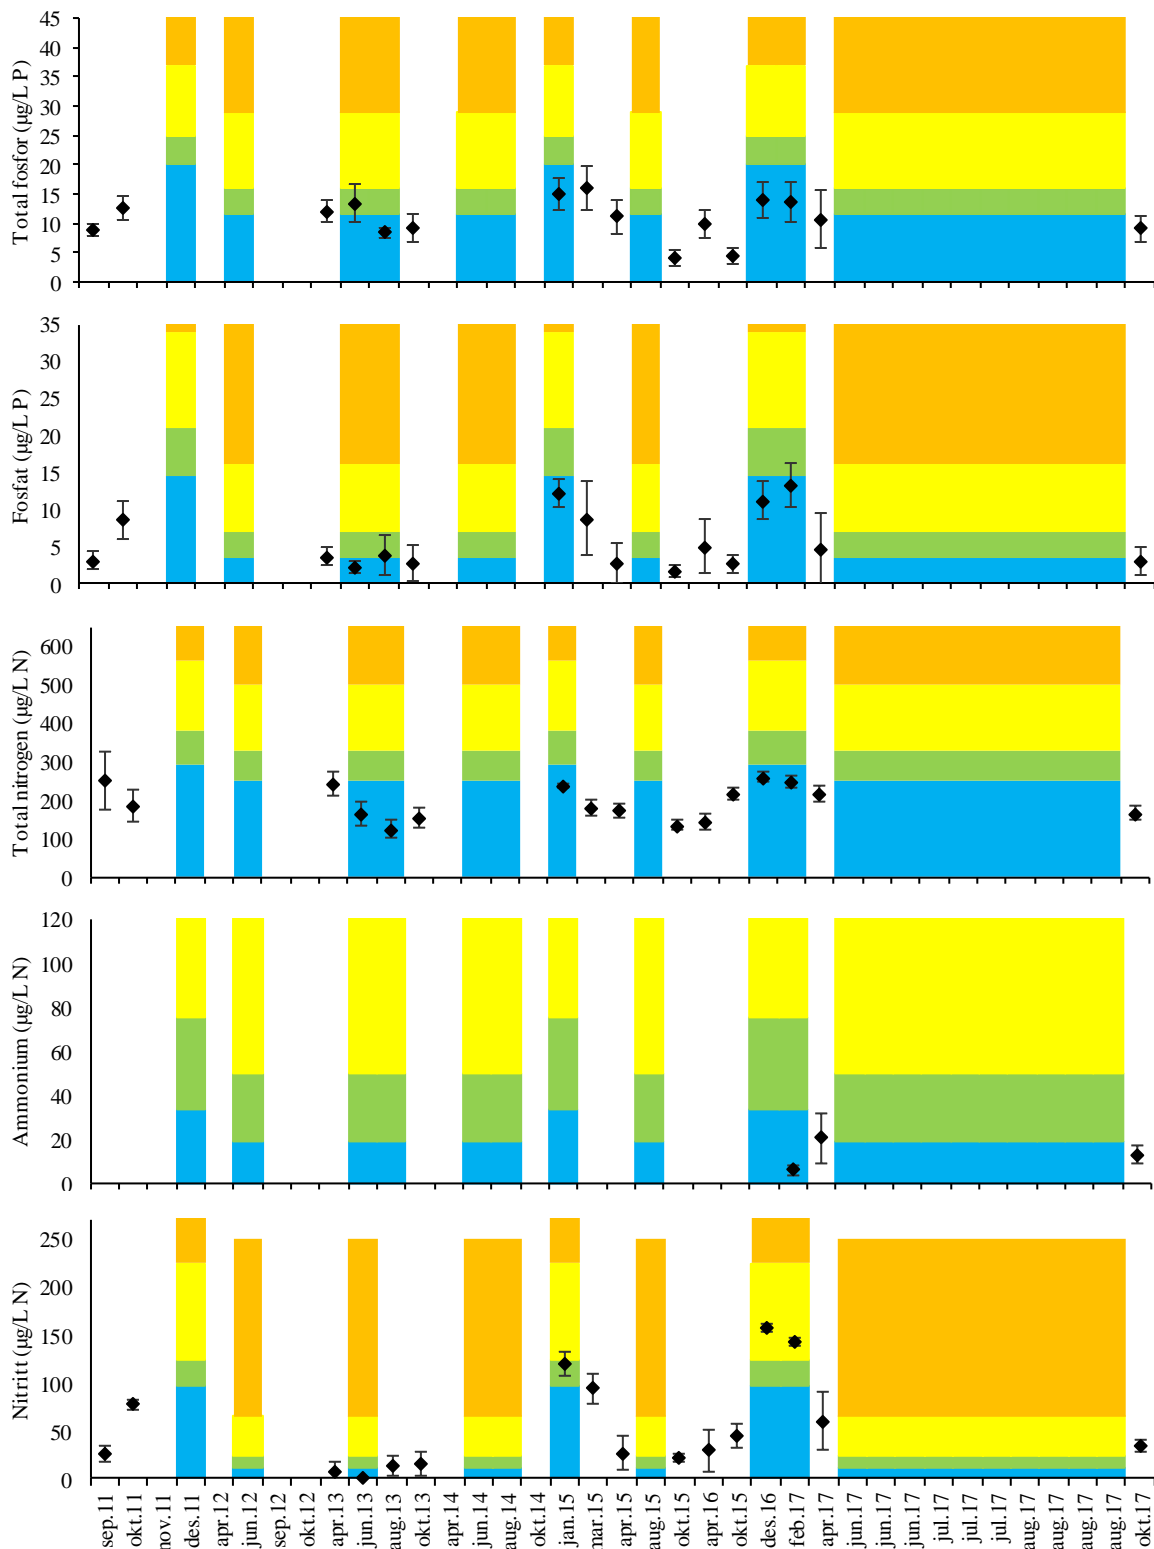 Total fosfor (µg/L P)
45
40
35
30
25
20
15
10
5
0
Fosfat (µg/L P)
35
30
25
20
15
10
5
0
Total nitrogen (µg/L N)
600
500
400
300
200
100
0
Ammonium (µg/L N)
120
100
80
60
40
20
0
Nitritt (µg/L N)
250
200
150
100
50
0
sep.11
okt.11
nov.11
des.11
apr.12
jun.12
sep.12
okt.12
apr.13
jun.13
aug.13
okt.13
apr.14
jun.14
aug.14
okt.14
jan.15
mar.15
apr.15
aug.15
okt.15
apr.16
okt.15
des.16
feb.17
apr.17
jun.17
jun.17
jun.17
jul.17
jul.17
jul.17
aug.17
aug.17
aug.17
aug.17
okt.17